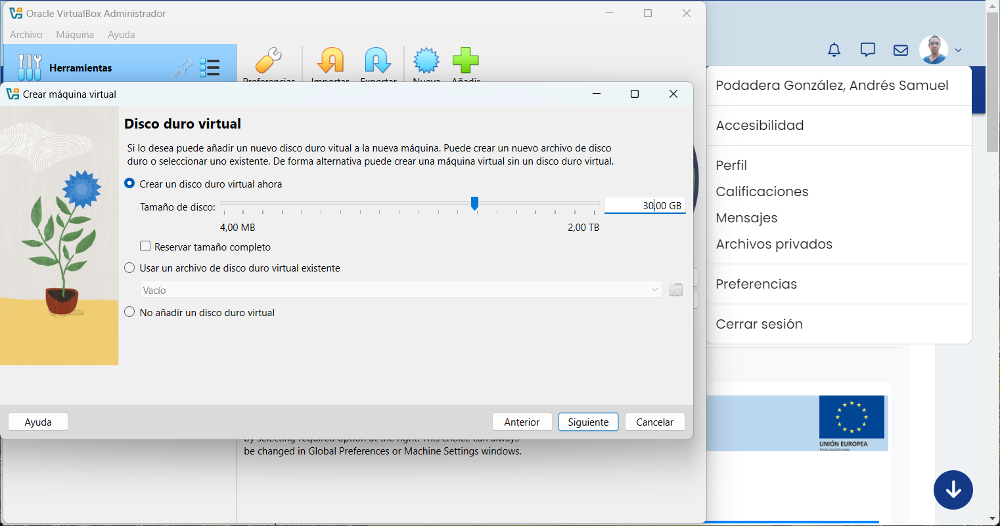 Oracle VirtualBox Administrador
Archivo Máquina Ayuda
Herramientas
Preferencias Importar Exportar Nueva Añadir
Crear máquina virtual
Disco duro virtual
Si lo desea puede añadir un nuevo disco duro vitual a la nueva máquina. Puede crear un nuevo archivo de disco
duro o seleccionar uno existente. De forma alternativa puede crear una máquina virtual sin un disco duro virtual.
Crear un disco duro virtual ahora
Tamaño de disco: 30,00 GB
4,00 MB 2,00 TB
Reservar tamaño completo
Usar un archivo de disco duro virtual existente
Vacío
No añadir un disco duro virtual
Ayuda Anterior Siguiente Cancelar
by selecting required option at the right. This choice can always
be changed in Global Preferences or Machine Settings windows.
Podadera González, Andrés Samuel
Accesibilidad
Perfil
Calificaciones
Mensajes
Archivos privados
Preferencias
Cerrar sesión
UNIÓN EUROPEA
Fondo Social Europeo